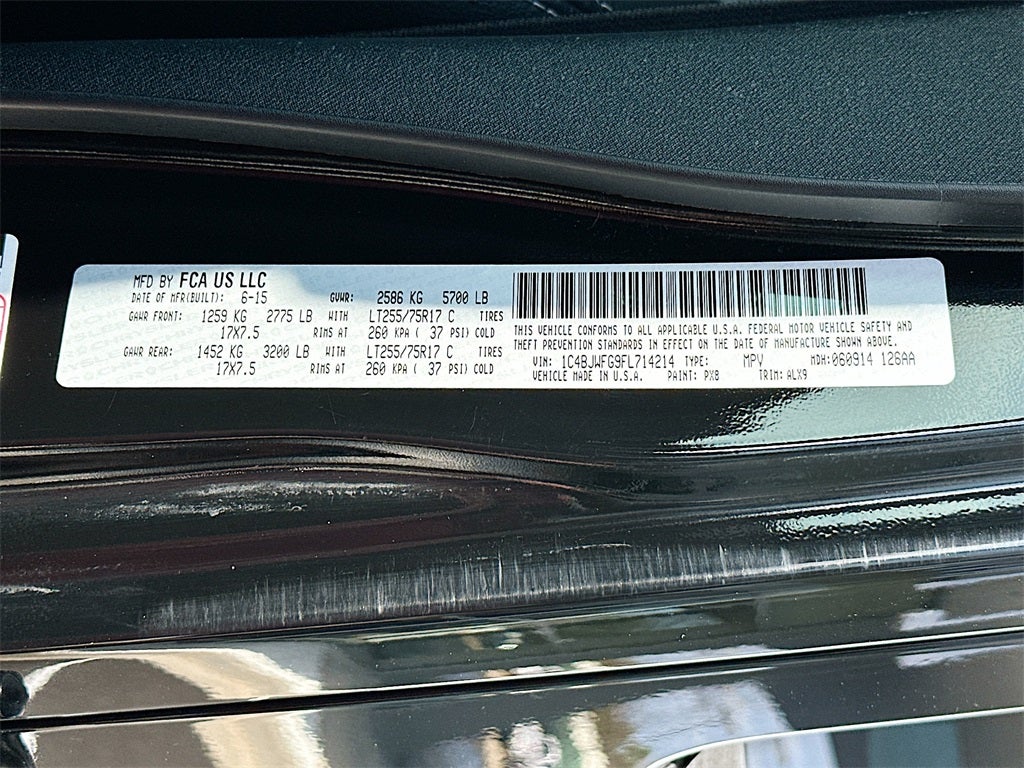 MFD BY FCA US LLC
DATE OF MFR(BUILT): 6-15 GVWR: 2586 KG 5700 LB
GAWR FRONT: 1259 KG 2775 LB WITH LT255/75R17 C TIRES
17X7.5 RIMS AT 260 KPA ( 37 PSI) COLD
GAWR REAR: 1452 KG 3200 LB WITH LT255/75R17 C TIRES
17X7.5 RIMS AT 260 KPA ( 37 PSI) COLD
THIS VEHICLE CONFORMS TO ALL APPLICABLE U.S.A. FEDERAL MOTOR VEHICLE SAFETY AND
THEFT PREVENTION STANDARDS IN EFFECT ON THE DATE OF MANUFACTURE SHOWN ABOVE.
VIN: 1C4BJWFG9FL714214 TYPE: MPV MDH: 060914 126AA
VEHICLE MADE IN U.S.A. PAINT: PX8 TRIM: ALX9